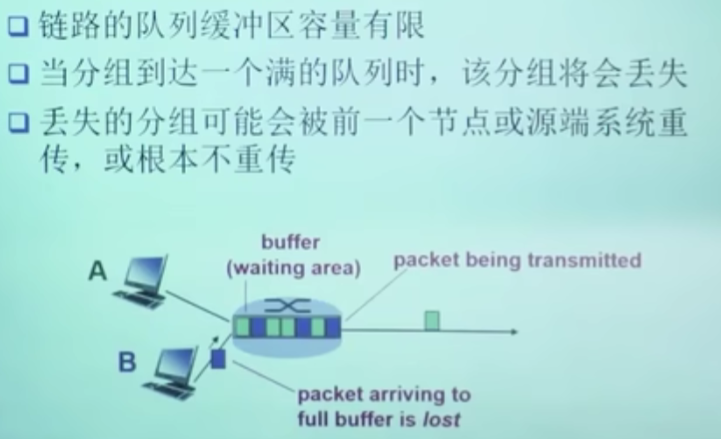 链路的队列缓冲区容量有限
当分组到达一个满的队列时，该分组将会丢失
丢失的分组可能会被前一个节点或源端系统重
传，或根本不重传
buffer
(waiting area)
packet being transmitted
A
B
packet arriving to
full buffer is lost